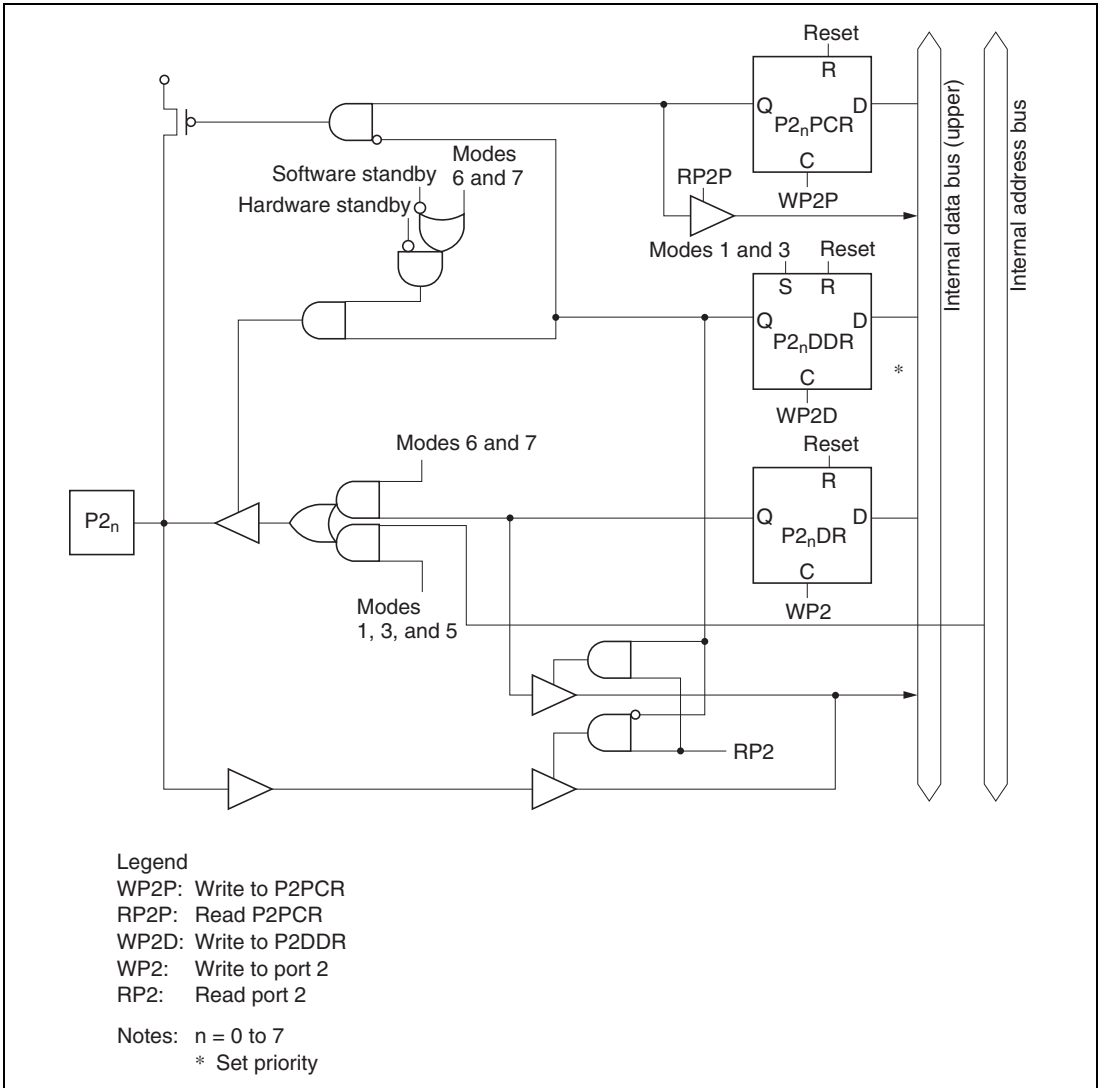 Reset
R
Q
D
P2nPCR
C
WP2P
RP2P
Software standby
Modes
6 and 7
Hardware standby
Modes 1 and 3
Reset
S
R
Q
D
P2nDDR
C
*
WP2D
Reset
R
Q
D
P2nDR
C
WP2
Modes 6 and 7
P2n
Modes
1, 3, and 5
RP2
Internal data bus (upper)
Internal address bus
Legend
WP2P: Write to P2PCR
RP2P: Read P2PCR
WP2D: Write to P2DDR
WP2: Write to port 2
RP2: Read port 2
Notes: n = 0 to 7
* Set priority